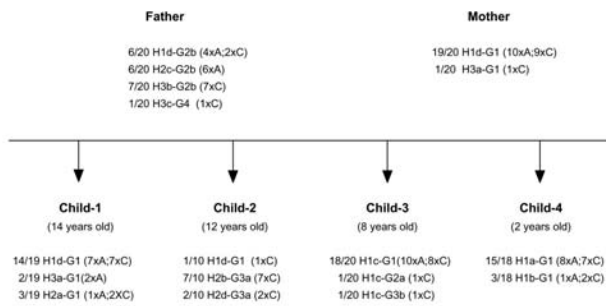 Father
6/20 H1d-G2b (4xA;2xC)
6/20 H2c-G2b (6xA)
7/20 H3b-G2b (7xC)
1/20 H3c-G4 (1xC)
Mother
19/20 H1d-G1 (10xA;9xC)
1/20 H3a-G1 (1xC)
Child-1
(14 years old)
14/19 H1d-G1 (7xA;7xC)
2/19 H3a-G1(2xA)
3/19 H2a-G1 (1xA;2XC)
Child-2
(12 years old)
1/10 H1d-G1 (1xC)
7/10 H2b-G3a (7xC)
2/10 H2d-G3a (2xC)
Child-3
(8 years old)
18/20 H1c-G1(10xA;8xC)
1/20 H1c-G2a (1xC)
1/20 H1c-G3b (1xC)
Child-4
(2 years old)
15/18 H1a-G1 (8xA;7xC)
3/18 H1b-G1 (1xA;2xC)